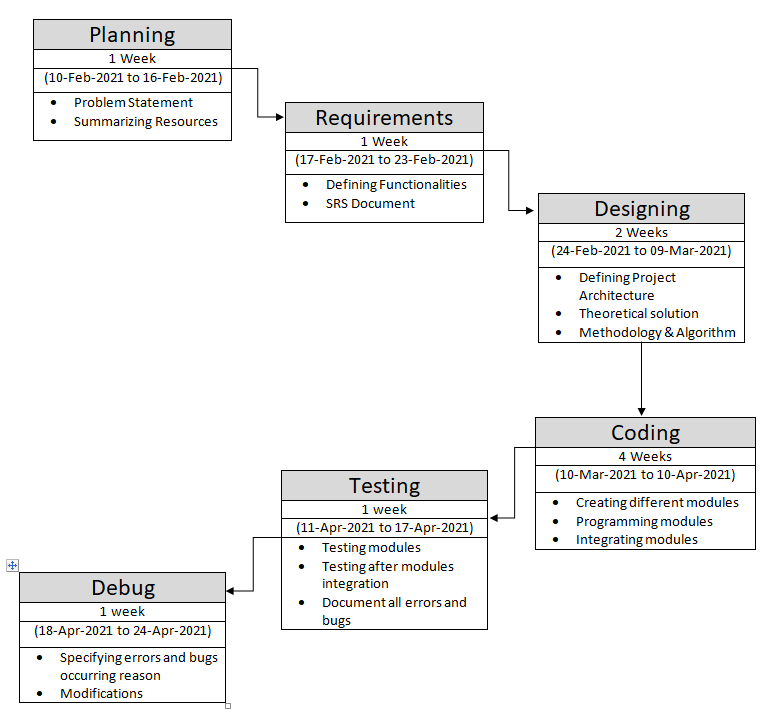 Planning
1 Week
(10-Feb-2021 to 16-Feb-2021)
• Problem Statement
• Summarizing Resources
Requirements
1 Week
(17-Feb-2021 to 23-Feb-2021)
• Defining Functionalities
• SRS Document
Designing
2 Weeks
(24-Feb-2021 to 09-Mar-2021)
• Defining Project
Architecture
• Theoretical solution
• Methodology & Algorithm
Coding
4 Weeks
(10-Mar-2021 to 10-Apr-2021)
• Creating different modules
• Programming modules
• Integrating modules
Testing
1 week
(11-Apr-2021 to 17-Apr-2021)
• Testing modules
• Testing after modules
integration
• Document all errors and
bugs
Debug
1 week
(18-Apr-2021 to 24-Apr-2021)
• Specifying errors and bugs
occurring reason
• Modifications